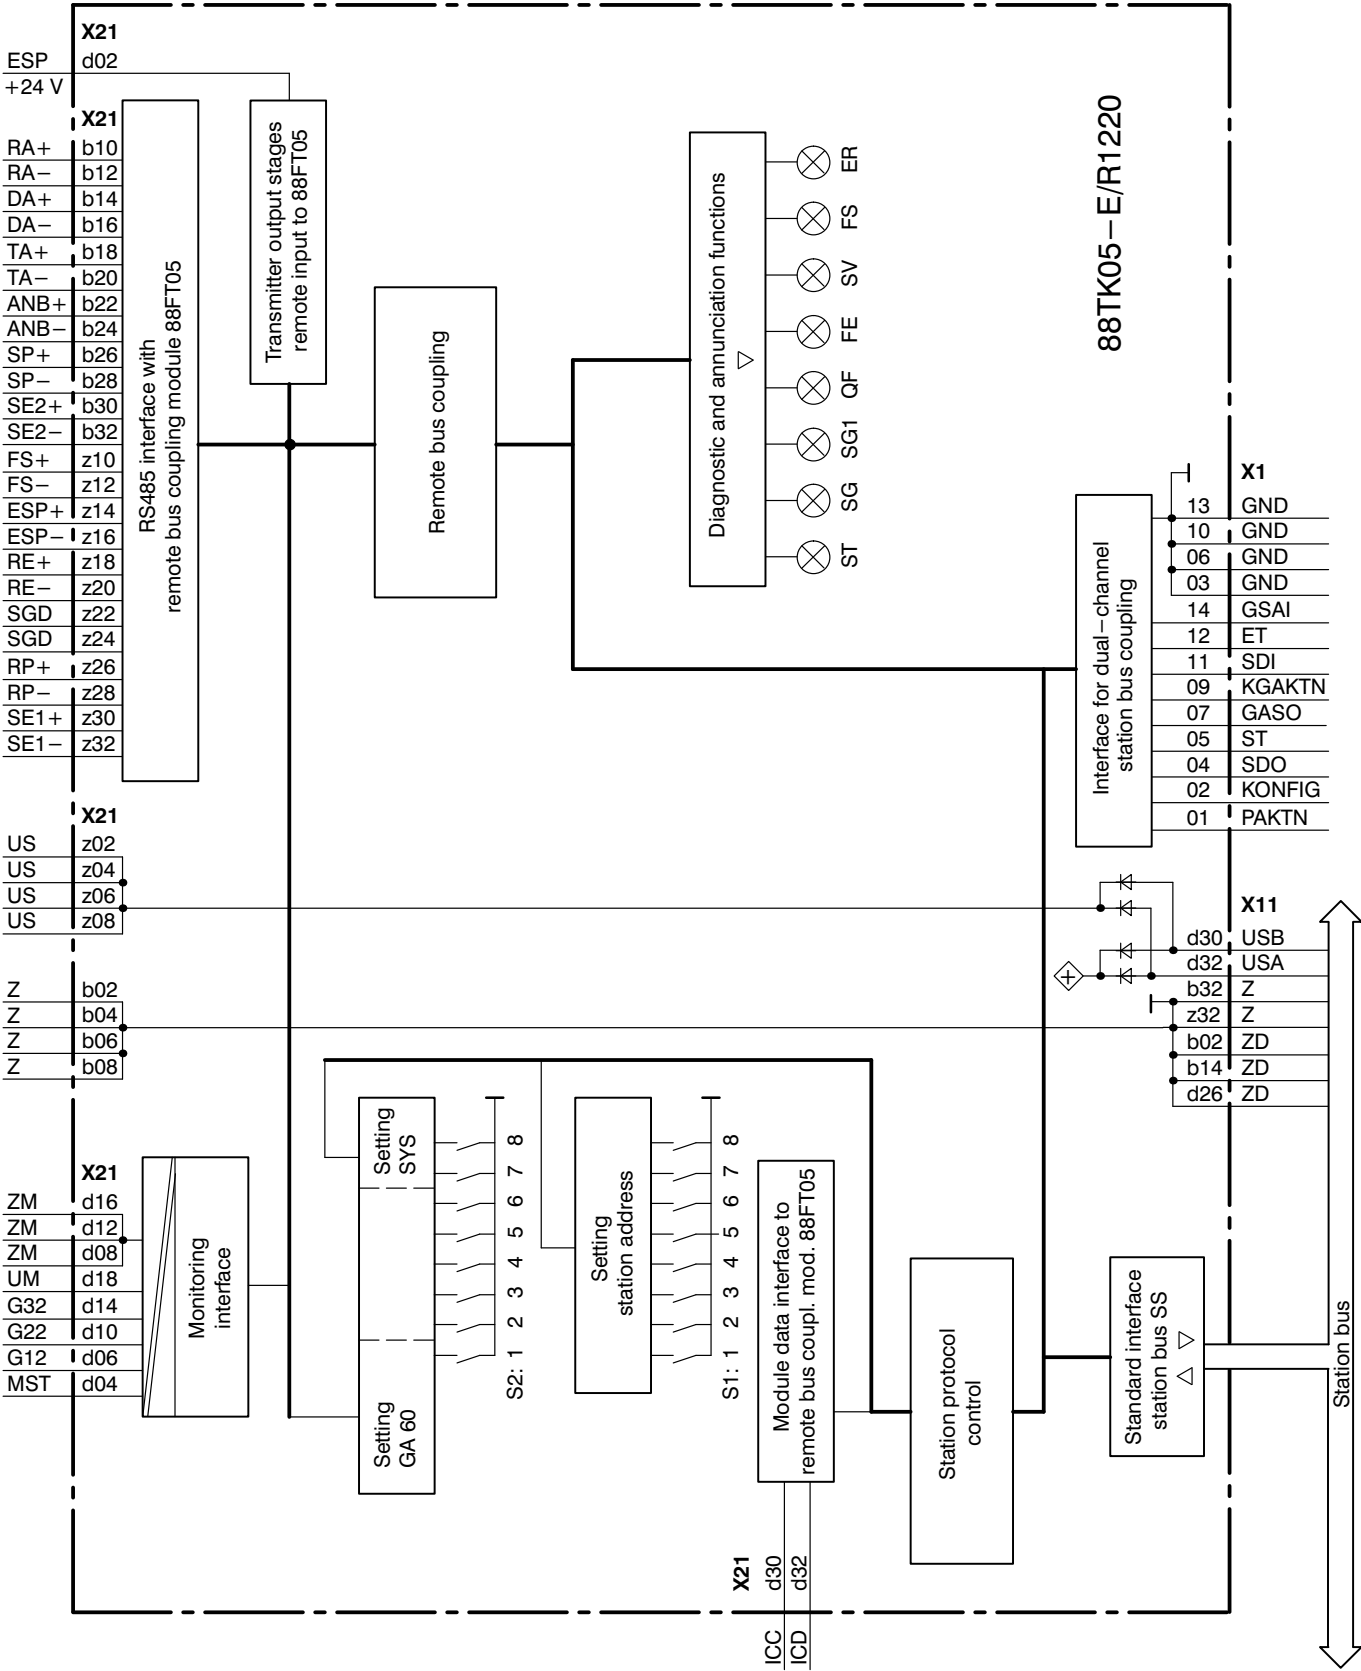 X21
ESP d02
+24 V
X21
RA+ b10
RA− b12
DA+ b14
DA− b16
TA+ b18
TA− b20
ANB+ b22
ANB− b24
SP+ b26
SP− b28
SE2+ b30
SE2− b32
FS+ z10
FS− z12
ESP+ z14
ESP− z16
RE+ z18
RE− z20
SGD z22
SGD z24
RP+ z26
RP− z28
SE1+ z30
SE1− z32
RS485 interface with
remote bus coupling module 88FT05
Transmitter output stages
remote input to 88FT05
Remote bus coupling
Diagnostic and annunciation functions
ER
FS
SV
FE
QF
SG1
SG
ST
88TK05−E/R1220
Interface for dual−channel
station bus coupling
X1
13 GND
10 GND
06 GND
03 GND
14 GSAI
12 ET
11 SDI
09 KGAKTN
07 GASO
05 ST
04 SDO
02 KONFIG
01 PAKTN
X21
US z02
US z04
US z06
US z08
Z b02
Z b04
Z b06
Z b08
X11
d30 USB
d32 USA
b32 Z
z32 Z
b02 ZD
b14 ZD
d26 ZD
X21
ZM d16
ZM d12
ZM d08
UM d18
G32 d14
G22 d10
G12 d06
MST d04
Monitoring
interface
Setting
SYS
Setting
GA 60
S2: 1 2 3 4 5 6 7 8
Setting
station address
S1: 1 2 3 4 5 6 7 8
Module data interface to
remote bus coupl. mod. 88FT05
X21
ICC d30
ICD d32
Station protocol
control
Standard interface
station bus SS
Station bus